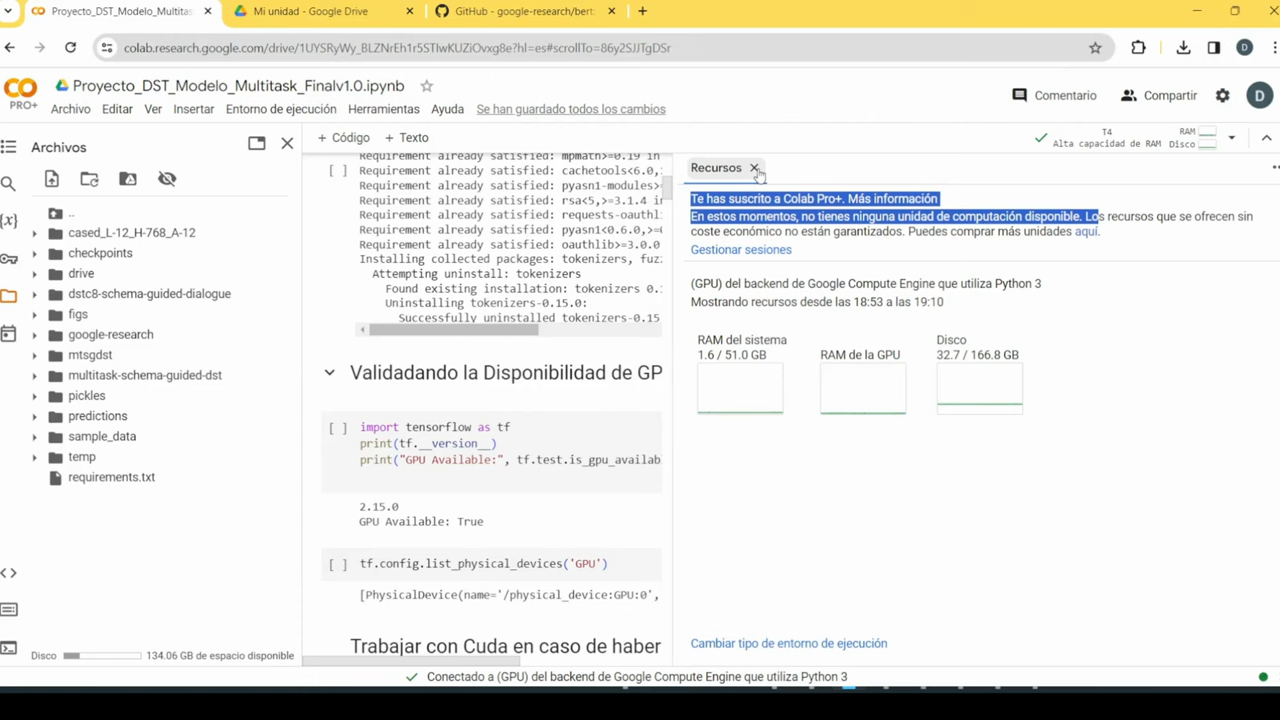 Proyecto_DST_Modelo_Multitas
Mi unidad - Google Drive
GitHub - google-research/bert:
colab.research.google.com/drive/1UYSRyWy_BLZNrEh1r5STIwKUZiOvxg8e?hl=es#scrollTo=86y2SJJTgDSr
D
PRO+
Proyecto_DST_Modelo_Multitask_Finalv1.0.ipynb
Archivo Editar Ver Insertar Entorno de ejecución Herramientas Ayuda Se han guardado todos los cambios
Comentario
Compartir
D
Archivos
+ Código + Texto
T4
Alta capacidad de RAM
RAM
Disco
..
cased_L-12_H-768_A-12
checkpoints
drive
dstc8-schema-guided-dialogue
figs
google-research
mtsgdst
multitask-schema-guided-dst
pickles
predictions
sample_data
temp
requirements.txt
Disco 134.06 GB de espacio disponible
[ ] Requirement already satisfied: mpmath>=0.19 in
Requirement already satisfied: cachetools<6.0,
Requirement already satisfied: pyasn1-modules>
Requirement already satisfied: rsa<5,>=3.1.4 i
Requirement already satisfied: requests-oauthl
Requirement already satisfied: pyasn1<0.6.0,>=
Requirement already satisfied: oauthlib>=3.0.0
Installing collected packages: tokenizers, fuz
Attempting uninstall: tokenizers
Found existing installation: tokenizers 0.
Uninstalling tokenizers-0.15.0:
Successfully uninstalled tokenizers-0.15
Validadando la Disponibilidad de GP
[ ] import tensorflow as tf
print(tf.__version__)
print("GPU Available:", tf.test.is_gpu_availab
2.15.0
GPU Available: True
[ ] tf.config.list_physical_devices('GPU')
[PhysicalDevice(name='/physical_device:GPU:0',
Trabajar con Cuda en caso de haber
Recursos
Te has suscrito a Colab Pro+. Más información
En estos momentos, no tienes ninguna unidad de computación disponible. Los recursos que se ofrecen sin
coste económico no están garantizados. Puedes comprar más unidades aquí.
Gestionar sesiones
(GPU) del backend de Google Compute Engine que utiliza Python 3
Mostrando recursos desde las 18:53 a las 19:10
RAM del sistema
1.6 / 51.0 GB
RAM de la GPU
Disco
32.7 / 166.8 GB
Cambiar tipo de entorno de ejecución
Conectado a (GPU) del backend de Google Compute Engine que utiliza Python 3